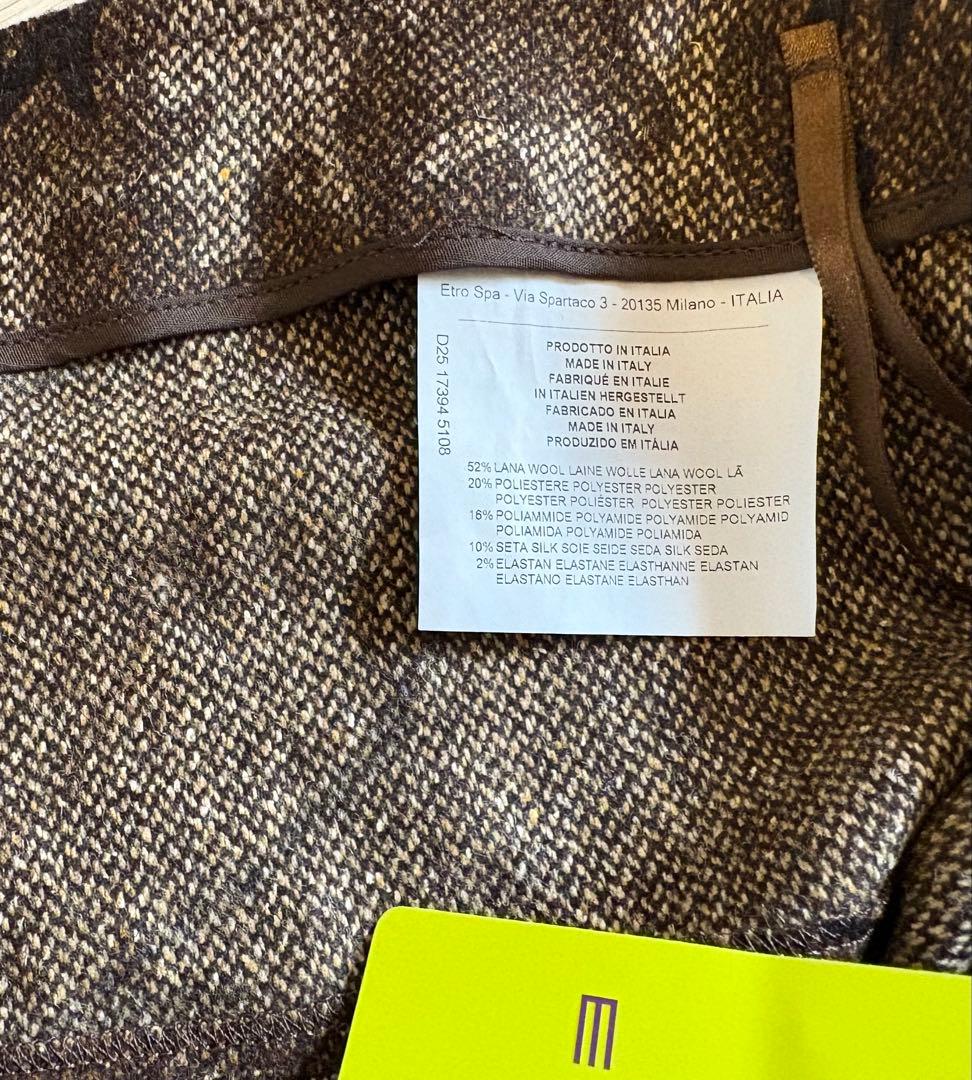 Etro Spa - Via Spartaco 3 - 20135 Milano - ITALIA
D25 17394 5108
PRODOTTO IN ITALIA
MADE IN ITALY
FABRIQUÉ EN ITALIE
IN ITALIEN HERGESTELLT
FABRICADO EN ITALIA
MADE IN ITALY
PRODUZIDO EM ITÁLIA
52% LANA WOOL LAINE WOLLE LANA WOOL LÃ
20% POLIESTERE POLYESTER POLYESTER
POLYESTER POLIÉSTER POLYESTER POLIESTER
16% POLIAMMIDE POLYAMIDE POLYAMIDE POLYAMID
POLIAMIDA POLYAMIDE POLIAMIDA
10% SETA SILK SOIE SEIDE SEDA SILK SEDA
2% ELASTAN ELASTANE ELASTHANNE ELASTAN
ELASTANO ELASTANE ELASTHAN
E